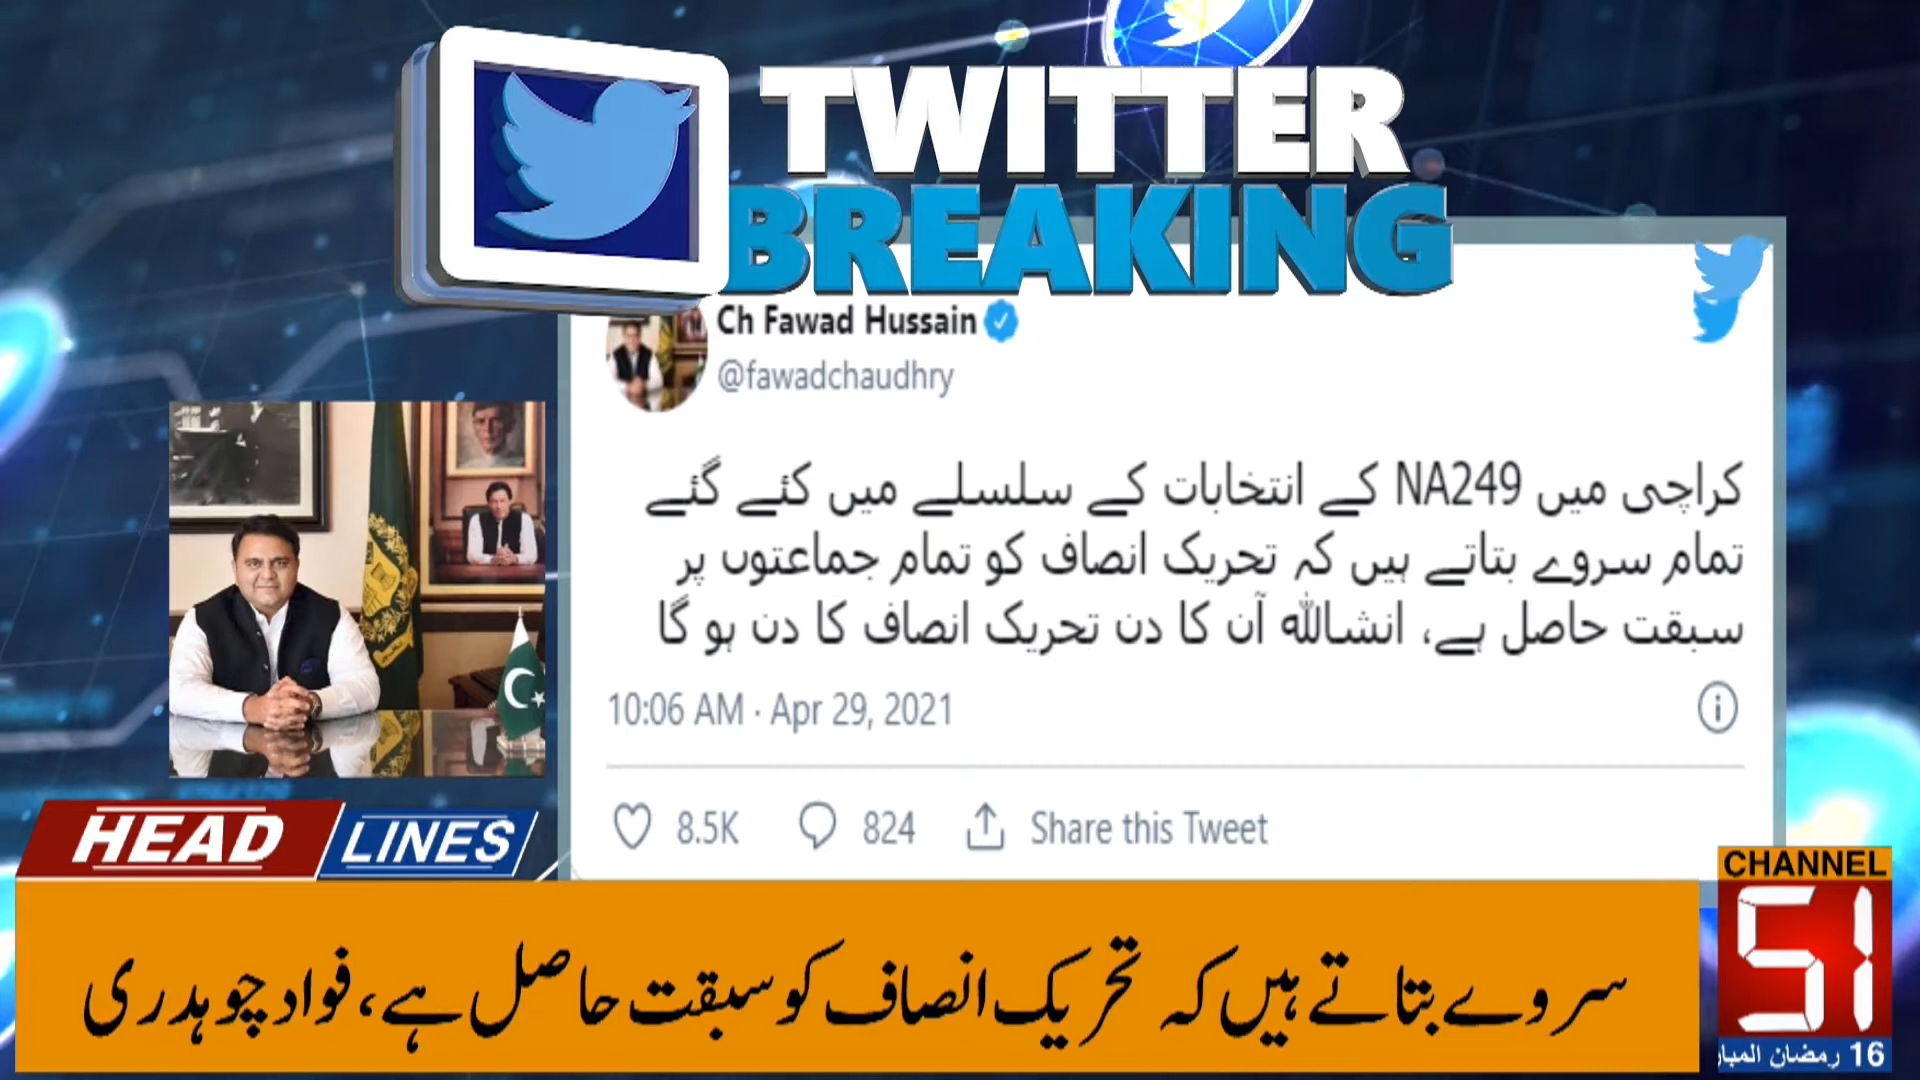 TWITTER
BREAKING
Ch Fawad Hussain
@fawadchaudhry
کراچی میں NA249 کے انتخابات کے سلسلے میں کئے گئے
تمام سروے بتاتے ہیں کہ تحریک انصاف کو تمام جماعتوں پر
سبقت حاصل ہے، انشاللہ آن کا دن تحریک انصاف کا دن ہو گا
10:06 AM · Apr 29, 2021
8.5K 824 Share this Tweet
HEAD LINES
CHANNEL
51
سروے بتاتے ہیں کہ تحریک انصاف کو سبقت حاصل ہے، فواد چوہدری
16 رمضان المبار